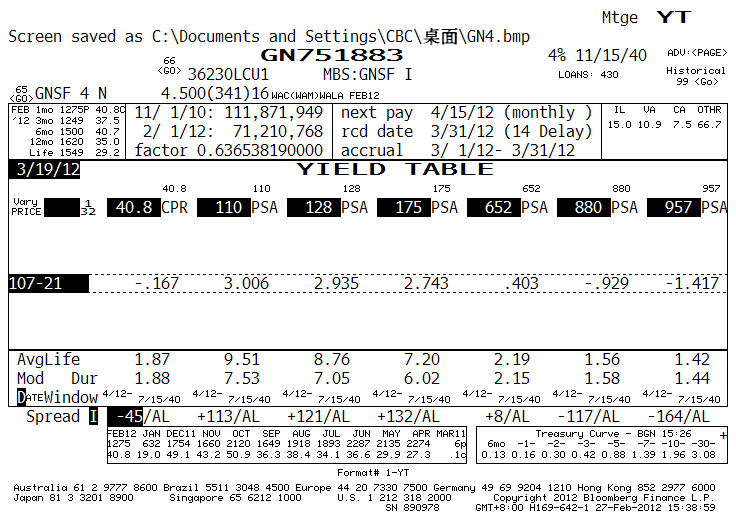 Mtge YT
Screen saved as C:\Documents and Settings\CBC\桌面\GN4.bmp
66 <GO> GN751883 4% 11/15/40 ADV:<PAGE>
36230LCU1 MBS:GNSF I LOANS: 430 Historical
65 <GO> GNSF 4 N 99 <Go>
4.500(341)16 WAC(WAM)WALA FEB12
FEB 1mo 1275P 40.8C 11/ 1/10: 111,871,949 next pay 4/15/12 (monthly ) IL VA CA OTHR
'12 3mo 1249 37.5 2/ 1/12: 71,210,768 rcd date 3/31/12 (14 Delay) 15.0 10.9 7.5 66.7
6mo 1500 40.7 factor 0.636538190000 accrual 3/ 1/12- 3/31/12
12mo 1620 35.0
Life 1549 29.2
3/19/12 YIELD TABLE
40.8 110 128 175 652 880 957
Vary PRICE 1/32 40.8 CPR 110 PSA 128 PSA 175 PSA 652 PSA 880 PSA 957 PSA
107-21 -.167 3.006 2.935 2.743 .403 -.929 -1.417
AvgLife 1.87 9.51 8.76 7.20 2.19 1.56 1.42
Mod Dur 1.88 7.53 7.05 6.02 2.15 1.58 1.44
DATEWindow 4/12- 7/15/40 4/12- 7/15/40 4/12- 7/15/40 4/12- 7/15/40 4/12- 7/15/40 4/12- 7/15/40 4/12- 7/15/40
Spread I -45/AL +113/AL +121/AL +132/AL +8/AL -117/AL -164/AL
FEB12 JAN DEC11 NOV OCT SEP AUG JUL JUN MAY APR MAR11 Treasury Curve - BGN 15:26 +
1275 632 1754 1660 2120 1649 1918 1893 2287 2135 2274 6p 6mo -1- -2- -3- -5- -7- -10- -30-
40.8 19.0 49.1 43.2 50.9 36.3 38.4 34.1 36.6 29.9 27.3 .1c 0.13 0.16 0.30 0.42 0.88 1.39 1.96 3.08
Format# 1-YT
Australia 61 2 9777 8600 Brazil 5511 3048 4500 Europe 44 20 7330 7500 Germany 49 69 9204 1210 Hong Kong 852 2977 6000
Japan 81 3 3201 8900 Singapore 65 6212 1000 U.S. 1 212 318 2000 Copyright 2012 Bloomberg Finance L.P.
SN 890978 GMT+8:00 H169-642-1 27-Feb-2012 15:38:59